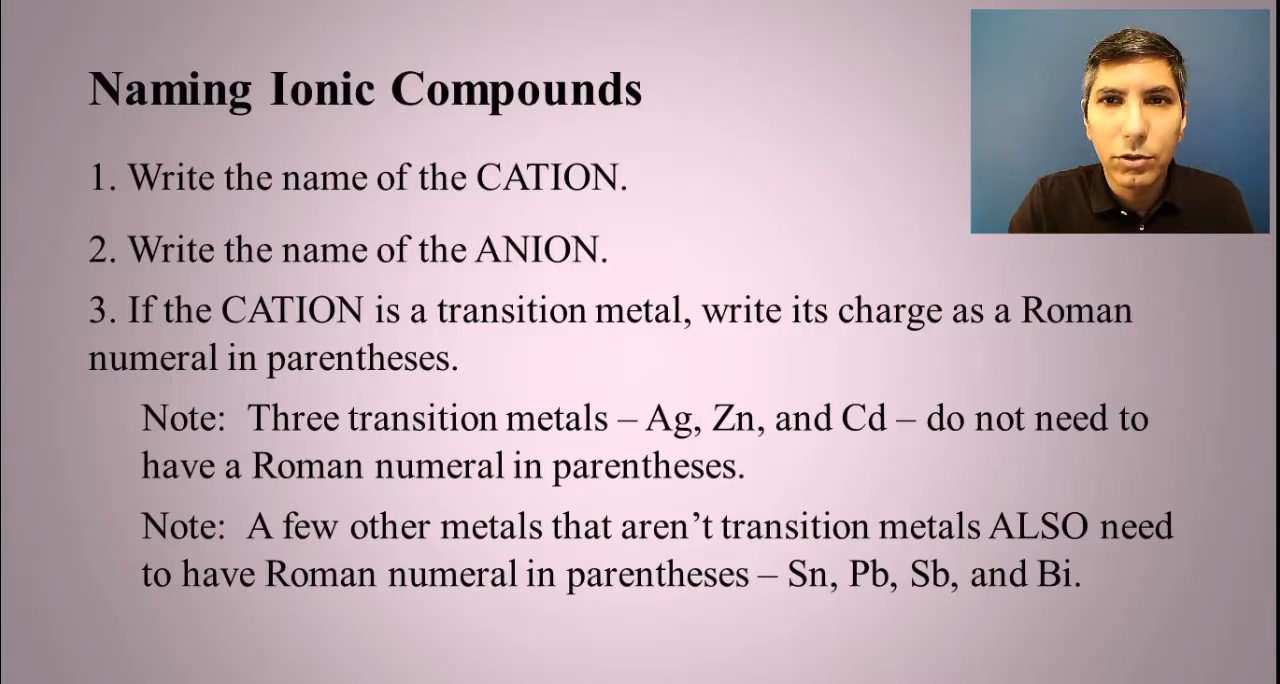 Naming Ionic Compounds
1. Write the name of the CATION.
2. Write the name of the ANION.
3. If the CATION is a transition metal, write its charge as a Roman
numeral in parentheses.
Note:  Three transition metals – Ag, Zn, and Cd – do not need to
have a Roman numeral in parentheses.
Note:  A few other metals that aren’t transition metals ALSO need
to have Roman numeral in parentheses – Sn, Pb, Sb, and Bi.